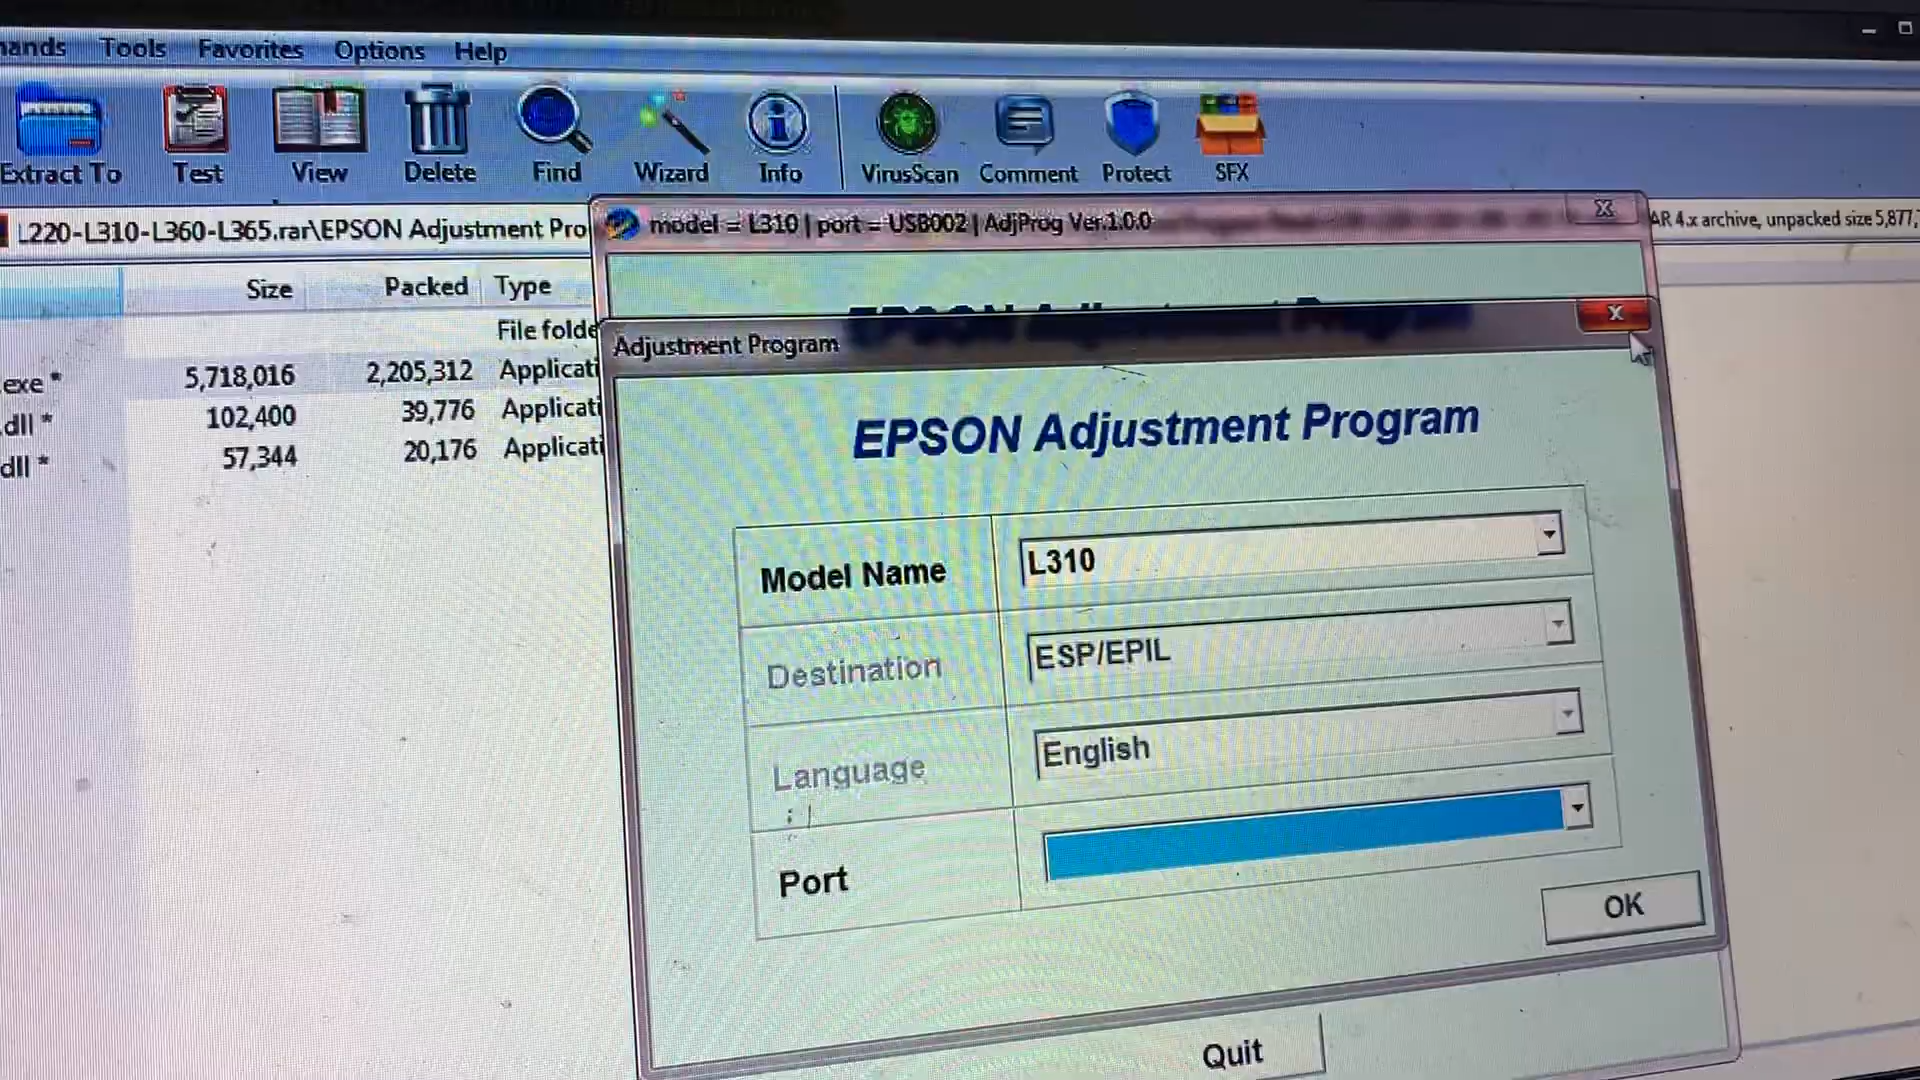 Tools Favorites Options Help
Extract To Test View Delete Find Wizard Info VirusScan Comment Protect SFX
L220-L310-L360-L365.rar\EPSON Adjustment Pro
model = L310 | port = USB002 | AdjProg Ver.1.0.0
AR 4.x archive, unpacked size 5,877,
Size Packed Type
File folde
exe * 5,718,016 2,205,312 Applicati
.dll * 102,400 39,776 Applicati
dll * 57,344 20,176 Applicati
EPSON Adjustment Program
Adjustment Program
EPSON Adjustment Program
Model Name L310
Destination ESP/EPIL
Language English
Port
OK
Quit